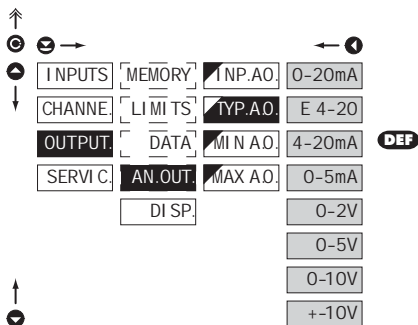 INPUTS MEMORY INP.A.O. 0-20mA
CHANNE. LIMITS TYP.A.O. E 4-20
OUTPUT. DATA MIN A.O. 4-20mA DEF
SERVIC. AN.OUT. MAX A.O. 0-5mA
DISP. 0-2V
0-5V
0-10V
+-10V